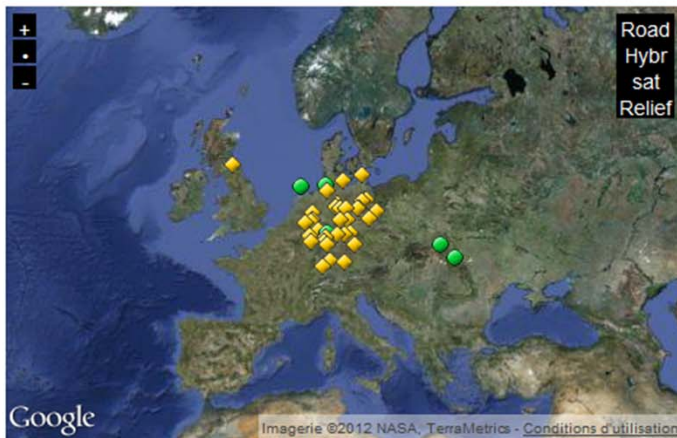 +
•
-
Road
Hybr
sat
Relief
Google
Imagerie ©2012 NASA, TerraMetrics - Conditions d'utilisation